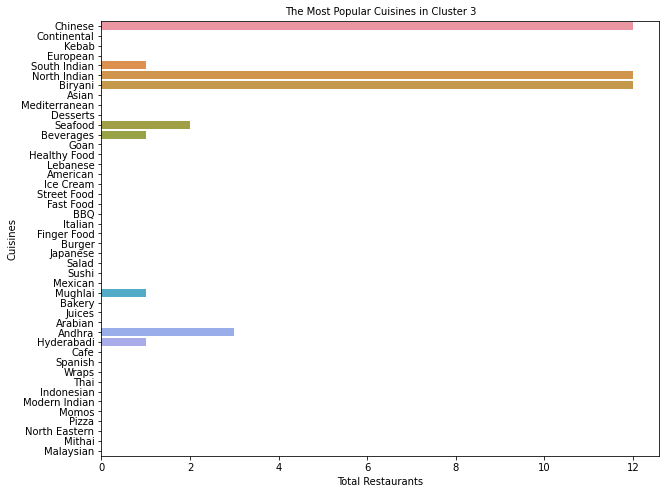 The Most Popular Cuisines in Cluster 3
Chinese
Continental
Kebab
European
South Indian
North Indian
Biryani
Asian
Mediterranean
Desserts
Seafood
Beverages
Goan
Healthy Food
Lebanese
American
Ice Cream
Street Food
Fast Food
BBQ
Italian
Finger Food
Burger
Japanese
Salad
Sushi
Mexican
Mughlai
Bakery
Juices
Arabian
Andhra
Hyderabadi
Cafe
Spanish
Wraps
Thai
Indonesian
Modern Indian
Momos
Pizza
North Eastern
Mithai
Malaysian
Cuisines
0 2 4 6 8 10 12
Total Restaurants